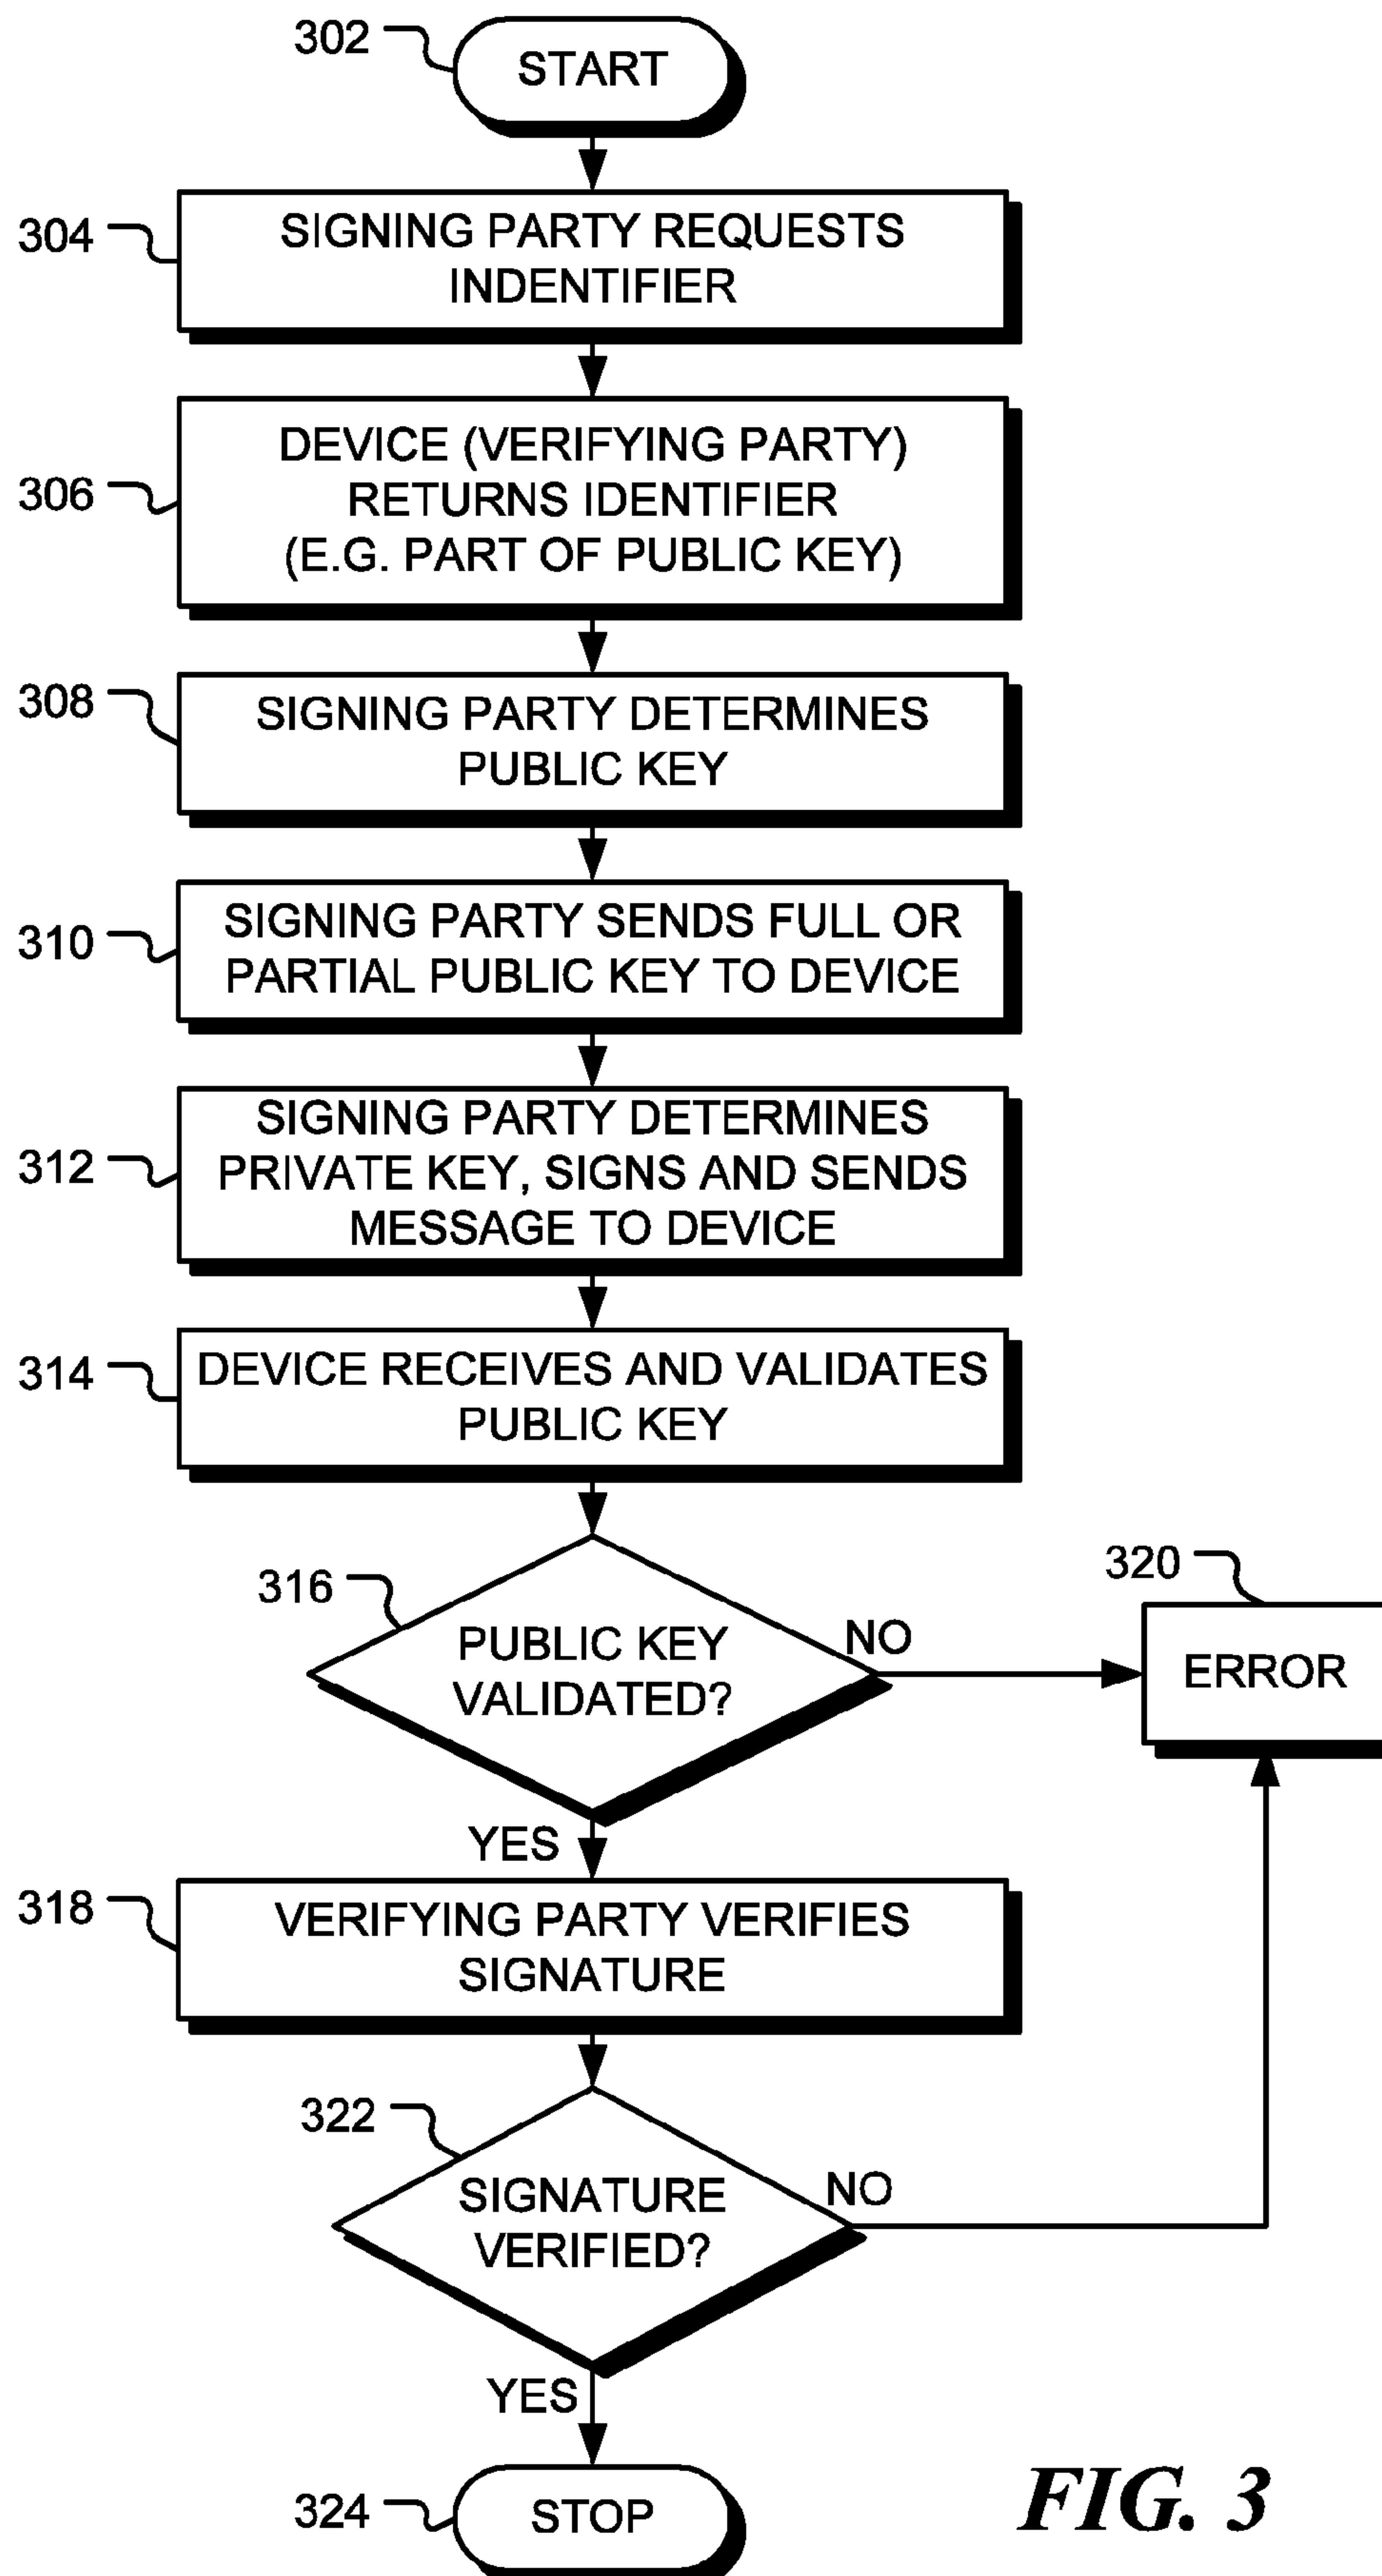 302
START
304
SIGNING PARTY REQUESTS
INDENTIFIER
306
DEVICE (VERIFYING PARTY)
RETURNS IDENTIFIER
(E.G. PART OF PUBLIC KEY)
308
SIGNING PARTY DETERMINES
PUBLIC KEY
310
SIGNING PARTY SENDS FULL OR
PARTIAL PUBLIC KEY TO DEVICE
312
SIGNING PARTY DETERMINES
PRIVATE KEY, SIGNS AND SENDS
MESSAGE TO DEVICE
314
DEVICE RECEIVES AND VALIDATES
PUBLIC KEY
316
PUBLIC KEY
VALIDATED?
NO
320
ERROR
YES
318
VERIFYING PARTY VERIFIES
SIGNATURE
322
SIGNATURE
VERIFIED?
NO
YES
324
STOP
FIG. 3